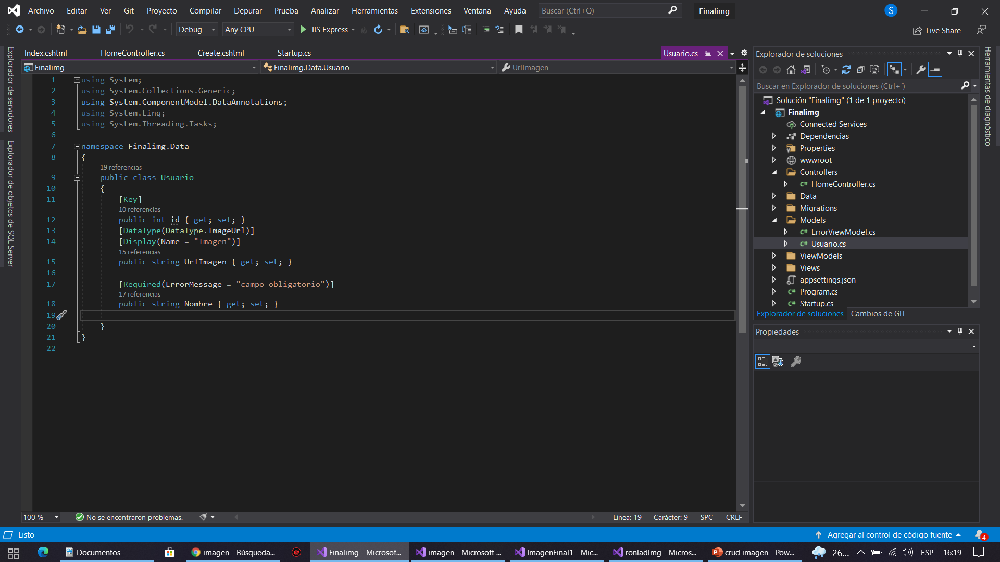 Archivo Editar Ver Git Proyecto Compilar Depurar Prueba Analizar Herramientas Extensiones Ventana Ayuda Buscar (Ctrl+Q) Finalimg S
Debug Any CPU IIS Express Live Share
Explorador de servidores
Explorador de objetos de SQL Server
Index.cshtml HomeController.cs Create.cshtml Startup.cs Usuario.cs
Finalimg Finalimg.Data.Usuario UrlImagen
1 using System;
2 using System.Collections.Generic;
3 using System.ComponentModel.DataAnnotations;
4 using System.Linq;
5 using System.Threading.Tasks;
6
7 namespace Finalimg.Data
8 {
19 referencias
9 public class Usuario
10 {
11 [Key]
10 referencias
12 public int id { get; set; }
13 [DataType(DataType.ImageUrl)]
14 [Display(Name = "Imagen")]
15 referencias
15 public string UrlImagen { get; set; }
16
17 [Required(ErrorMessage = "campo obligatorio")]
17 referencias
18 public string Nombre { get; set; }
19
20 }
21 }
22
100 % No se encontraron problemas. Línea: 19 Carácter: 9 SPC CRLF
Explorador de soluciones
Buscar en Explorador de soluciones (Ctrl+´)
Solución "Finalimg" (1 de 1 proyecto)
Finalimg
Connected Services
Dependencias
Properties
wwwroot
Controllers
C# HomeController.cs
Data
Migrations
Models
C# ErrorViewModel.cs
C# Usuario.cs
ViewModels
Views
appsettings.json
C# Program.cs
C# Startup.cs
Explorador de soluciones Cambios de GIT
Propiedades
Herramientas de diagnóstico
Listo Agregar al control de código fuente 4
Documentos imagen - Búsqueda... Finalimg - Microsof... imagen - Microsoft ... ImagenFinal1 - Mic... ronladImg - Micros... crud imagen - Pow... 26... ESP 16:19